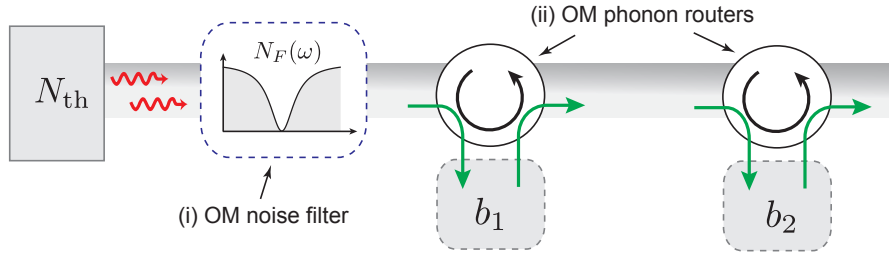 (ii) OM phonon routers
N_F(ω)
N_th
(i) OM noise filter
b_1
b_2